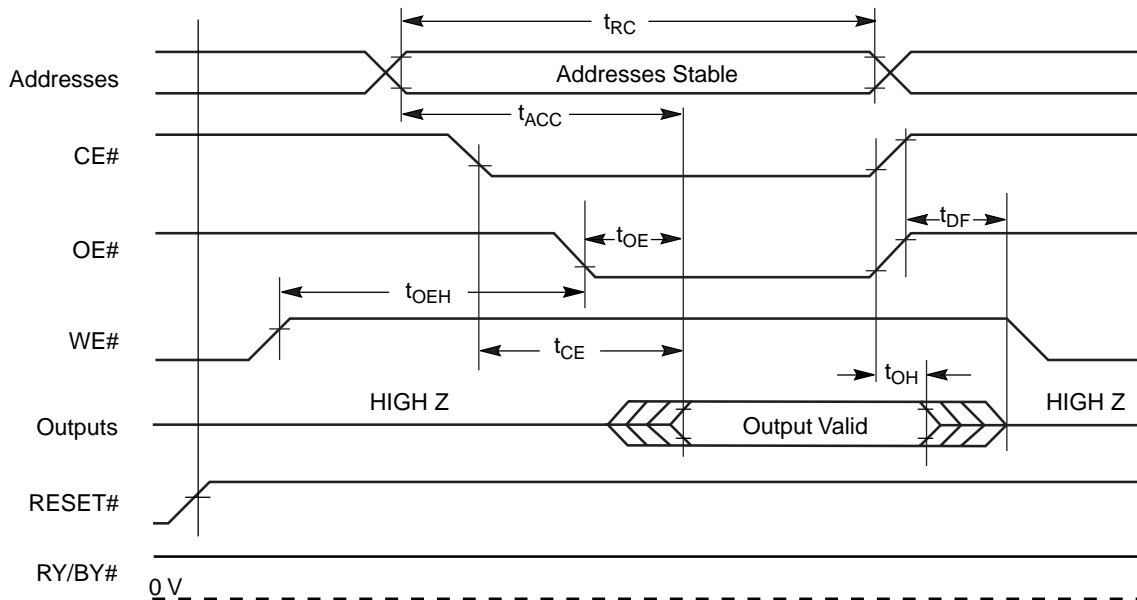 tRC
Addresses
Addresses Stable
tACC
CE#
tDF
OE#
tOE
tOEH
WE#
tCE
tOH
HIGH Z
HIGH Z
Outputs
Output Valid
RESET#
RY/BY#
0 V